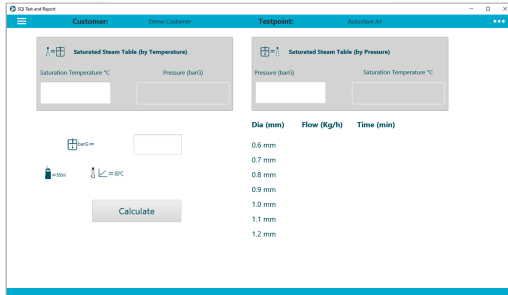 SQI Test and Report
Customer: Demo Customer Testpoint: Autoclave A1
Saturated Steam Table (by Temperature)
Saturation Temperature °C Pressure (barG)
Saturated Steam Table (by Pressure)
Pressure (barG) Saturation Temperature °C
Dia (mm) Flow (Kg/h) Time (min)
barG =
0.6 mm
0.7 mm
0.8 mm
0.9 mm
1.0 mm
1.1 mm
1.2 mm
= 650ml
= 60°C
Calculate